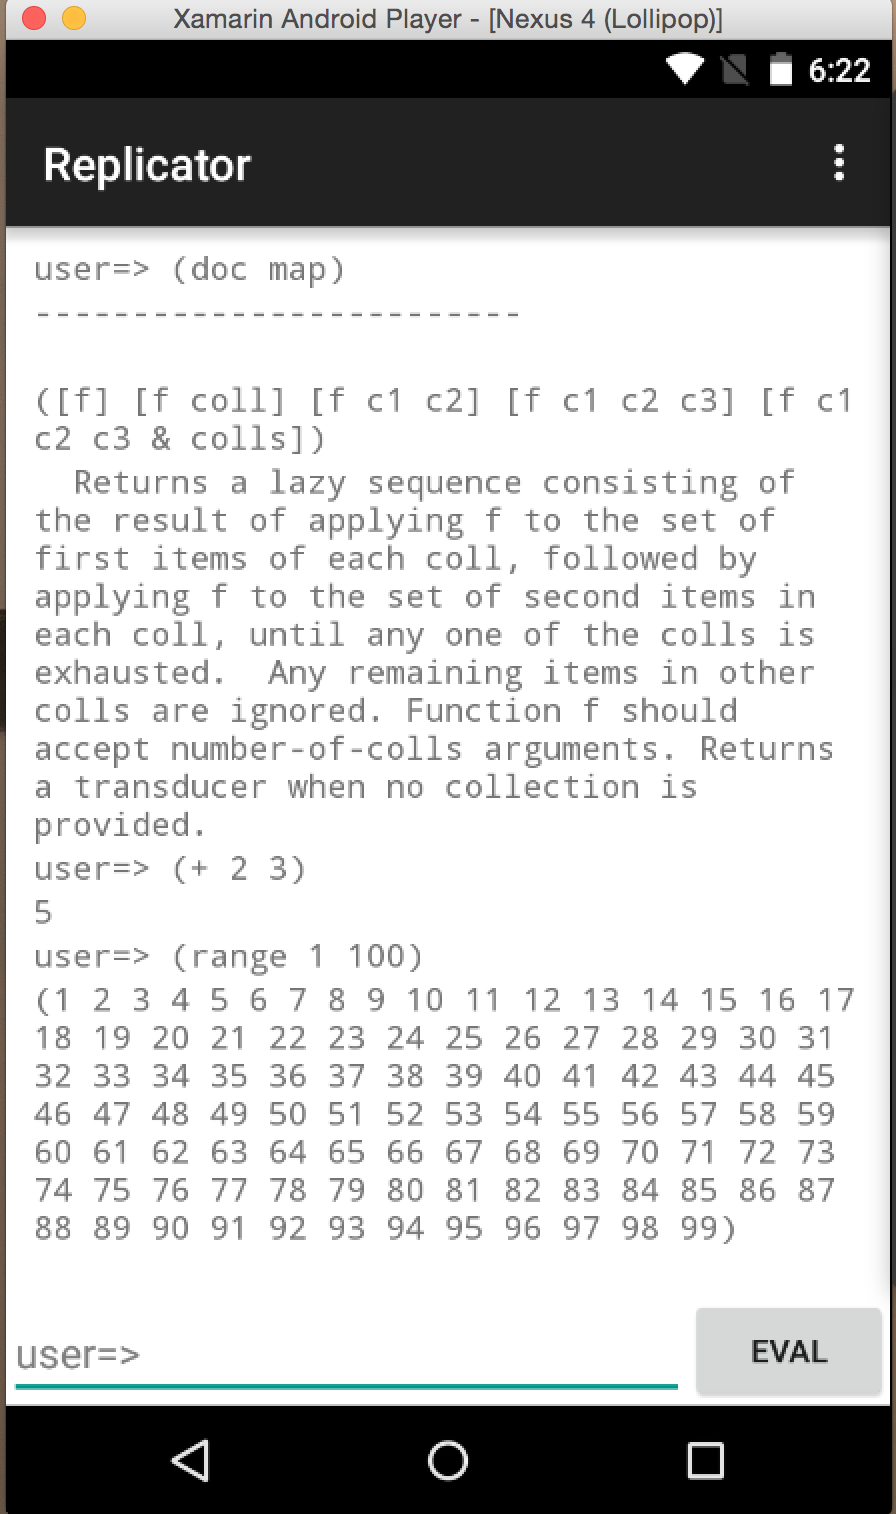 Xamarin Android Player - [Nexus 4 (Lollipop)]
6:22
Replicator
user=> (doc map)
-------------------------
([f] [f coll] [f c1 c2] [f c1 c2 c3] [f c1
c2 c3 & colls])
  Returns a lazy sequence consisting of
the result of applying f to the set of
first items of each coll, followed by
applying f to the set of second items in
each coll, until any one of the colls is
exhausted.  Any remaining items in other
colls are ignored. Function f should
accept number-of-colls arguments. Returns
a transducer when no collection is
provided.
user=> (+ 2 3)
5
user=> (range 1 100)
(1 2 3 4 5 6 7 8 9 10 11 12 13 14 15 16 17
18 19 20 21 22 23 24 25 26 27 28 29 30 31
32 33 34 35 36 37 38 39 40 41 42 43 44 45
46 47 48 49 50 51 52 53 54 55 56 57 58 59
60 61 62 63 64 65 66 67 68 69 70 71 72 73
74 75 76 77 78 79 80 81 82 83 84 85 86 87
88 89 90 91 92 93 94 95 96 97 98 99)
user=>
EVAL